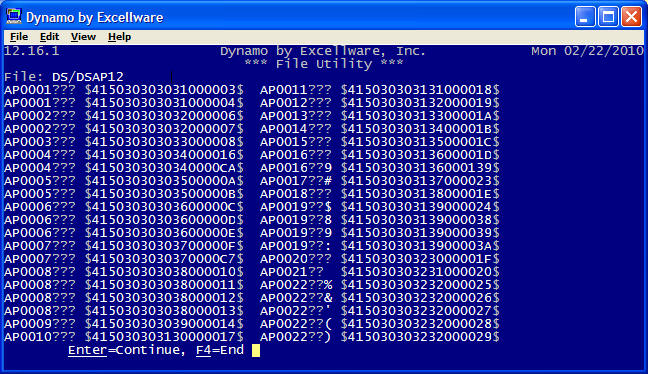 Dynamo by Excellware
File Edit View Help
12.16.1 Dynamo by Excellware, Inc. Mon 02/22/2010
*** File Utility ***
File: DS/DSAP12
AP0001??? $415030303031000003$ AP0011??? $415030303131000018$
AP0001??? $415030303031000004$ AP0012??? $415030303132000019$
AP0002??? $415030303032000006$ AP0013??? $41503030313300001A$
AP0002??? $415030303032000007$ AP0014??? $41503030313400001B$
AP0003??? $415030303033000008$ AP0015??? $41503030313500001C$
AP0004??? $415030303034000016$ AP0016??? $41503030313600001D$
AP0004??? $4150303030340000CA$ AP0016??9 $415030303136000139$
AP0005??? $41503030303500000A$ AP0017??# $415030303137000023$
AP0005??? $41503030303500000B$ AP0018??? $41503030313800001E$
AP0006??? $41503030303600000C$ AP0019??$ $415030303139000024$
AP0006??? $41503030303600000D$ AP0019??8 $415030303139000038$
AP0006??? $41503030303600000E$ AP0019??9 $415030303139000039$
AP0007??? $41503030303700000F$ AP0019??: $41503030313900003A$
AP0007??? $4150303030370000C7$ AP0020??? $41503030323000001F$
AP0008??? $415030303038000010$ AP0021?? $415030303231000020$
AP0008??? $415030303038000011$ AP0022??% $415030303232000025$
AP0008??? $415030303038000012$ AP0022??& $415030303232000026$
AP0008??? $415030303038000013$ AP0022??' $415030303232000027$
AP0009??? $415030303039000014$ AP0022??( $415030303232000028$
AP0010??? $415030303130000017$ AP0022??) $415030303232000029$
Enter=Continue, F4=End